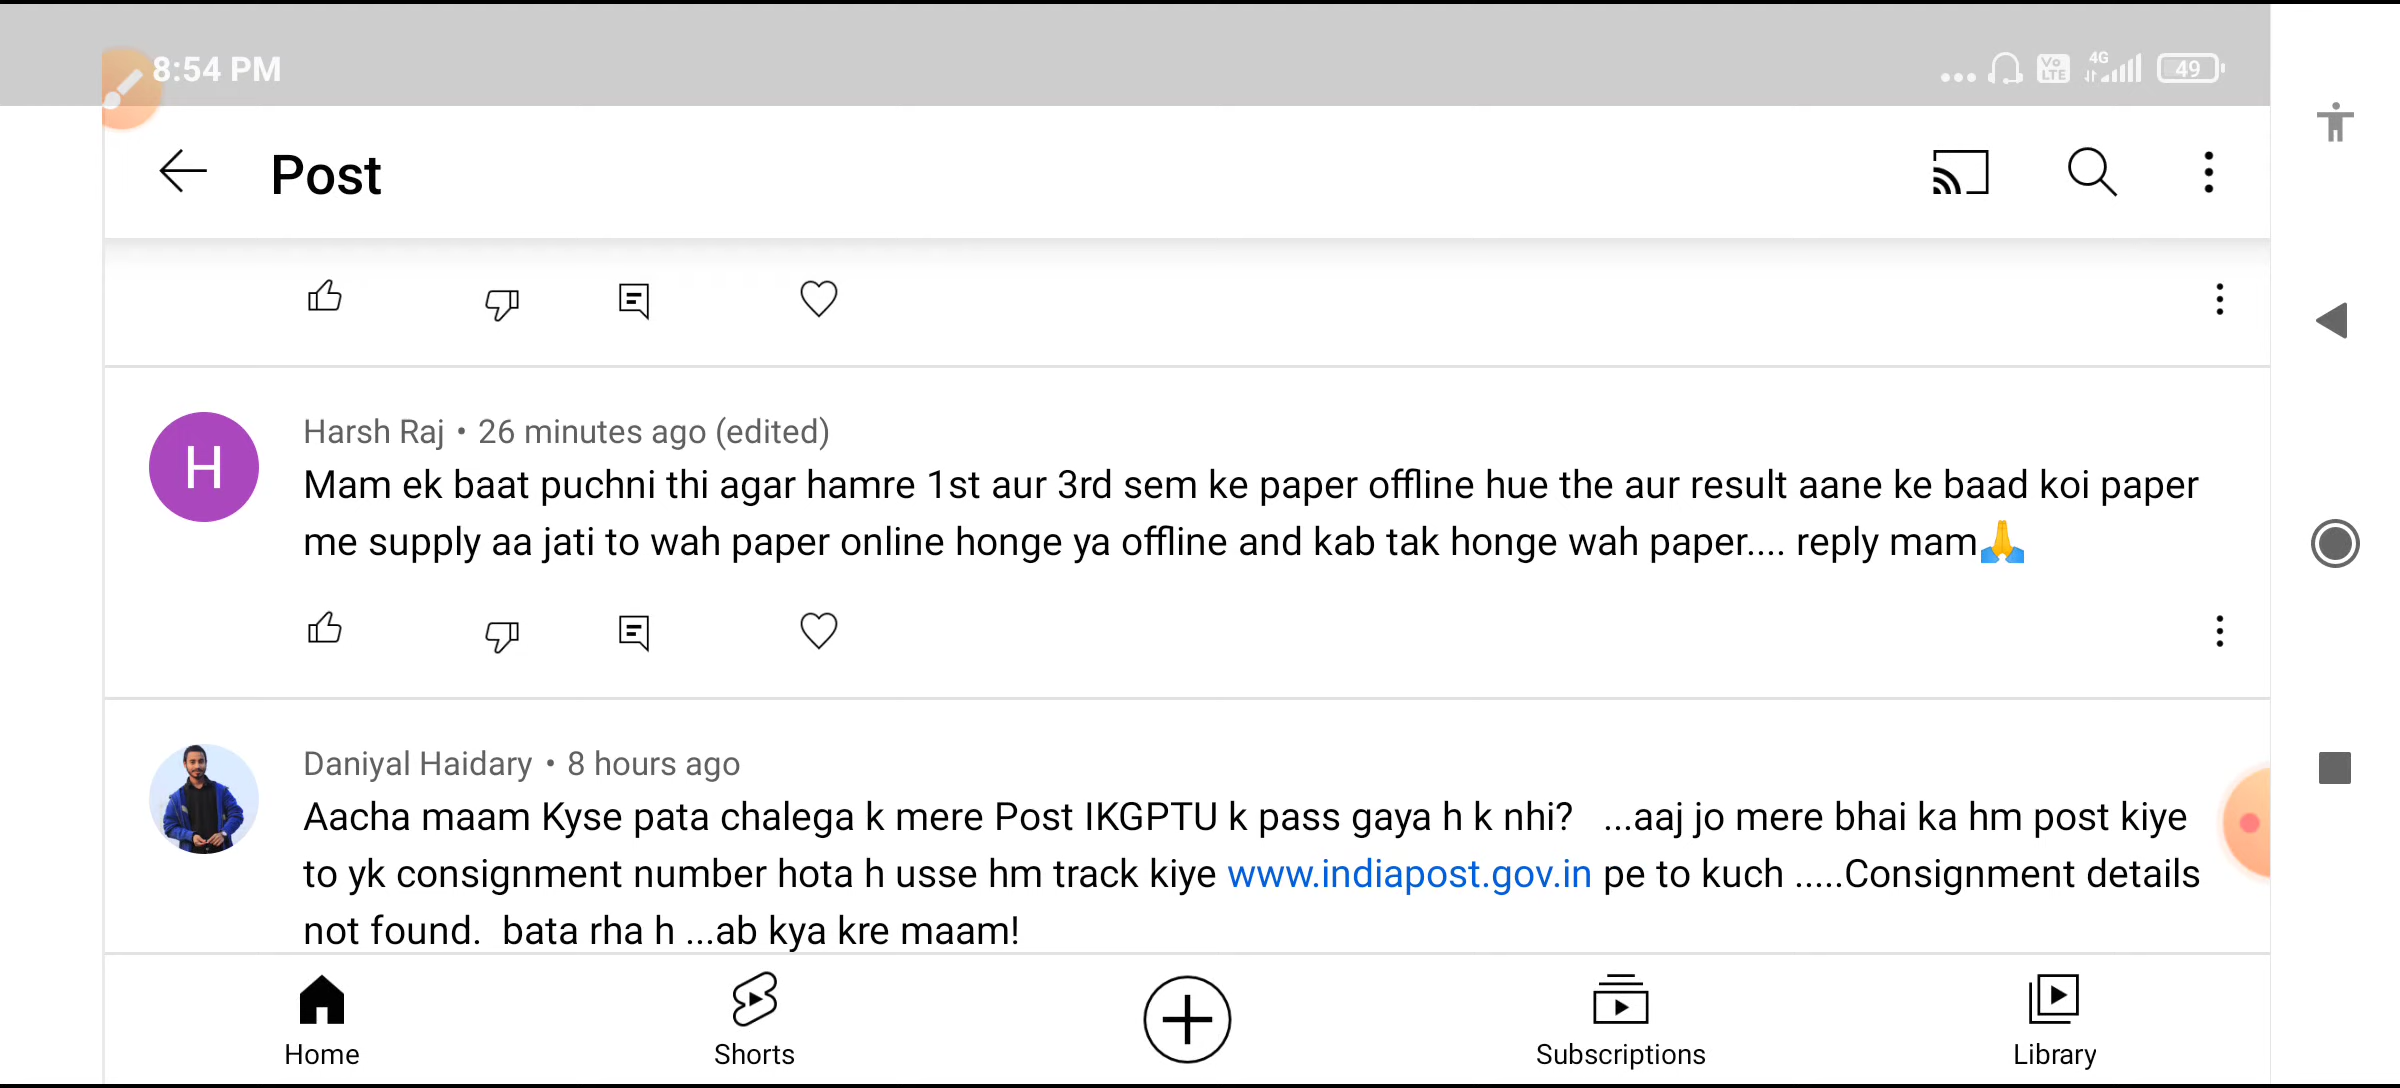 8:54 PM
Vo LTE 4G 49
Post
H
Harsh Raj • 26 minutes ago (edited)
Mam ek baat puchni thi agar hamre 1st aur 3rd sem ke paper offline hue the aur result aane ke baad koi paper
me supply aa jati to wah paper online honge ya offline and kab tak honge wah paper.... reply mam🙏
Daniyal Haidary • 8 hours ago
Aacha maam Kyse pata chalega k mere Post IKGPTU k pass gaya h k nhi?   ...aaj jo mere bhai ka hm post kiye
to yk consignment number hota h usse hm track kiye www.indiapost.gov.in pe to kuch .....Consignment details
not found.  bata rha h ...ab kya kre maam!
Home
Shorts
Subscriptions
Library